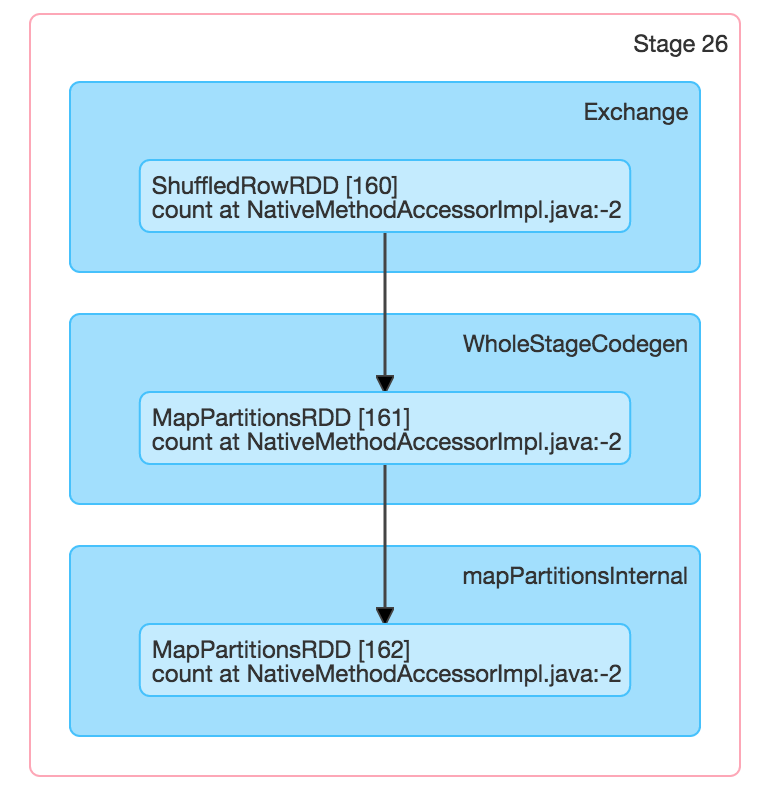 Stage 26
Exchange
ShuffledRowRDD [160]
count at NativeMethodAccessorImpl.java:-2
WholeStageCodegen
MapPartitionsRDD [161]
count at NativeMethodAccessorImpl.java:-2
mapPartitionsInternal
MapPartitionsRDD [162]
count at NativeMethodAccessorImpl.java:-2